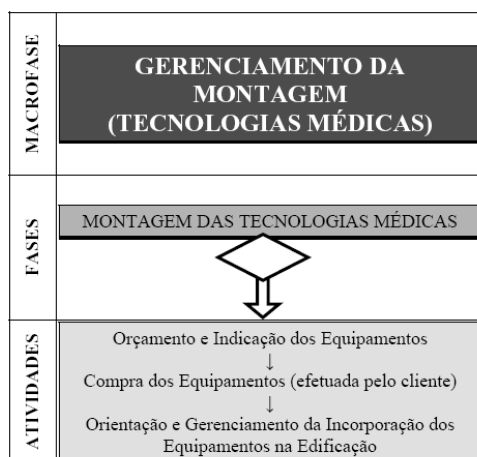 MACROFASE
GERENCIAMENTO DA
MONTAGEM
(TECNOLOGIAS MÉDICAS)
FASES
MONTAGEM DAS TECNOLOGIAS MÉDICAS
ATIVIDADES
Orçamento e Indicação dos Equipamentos
↓
Compra dos Equipamentos (efetuada pelo cliente)
↓
Orientação e Gerenciamento da Incorporação dos
Equipamentos na Edificação